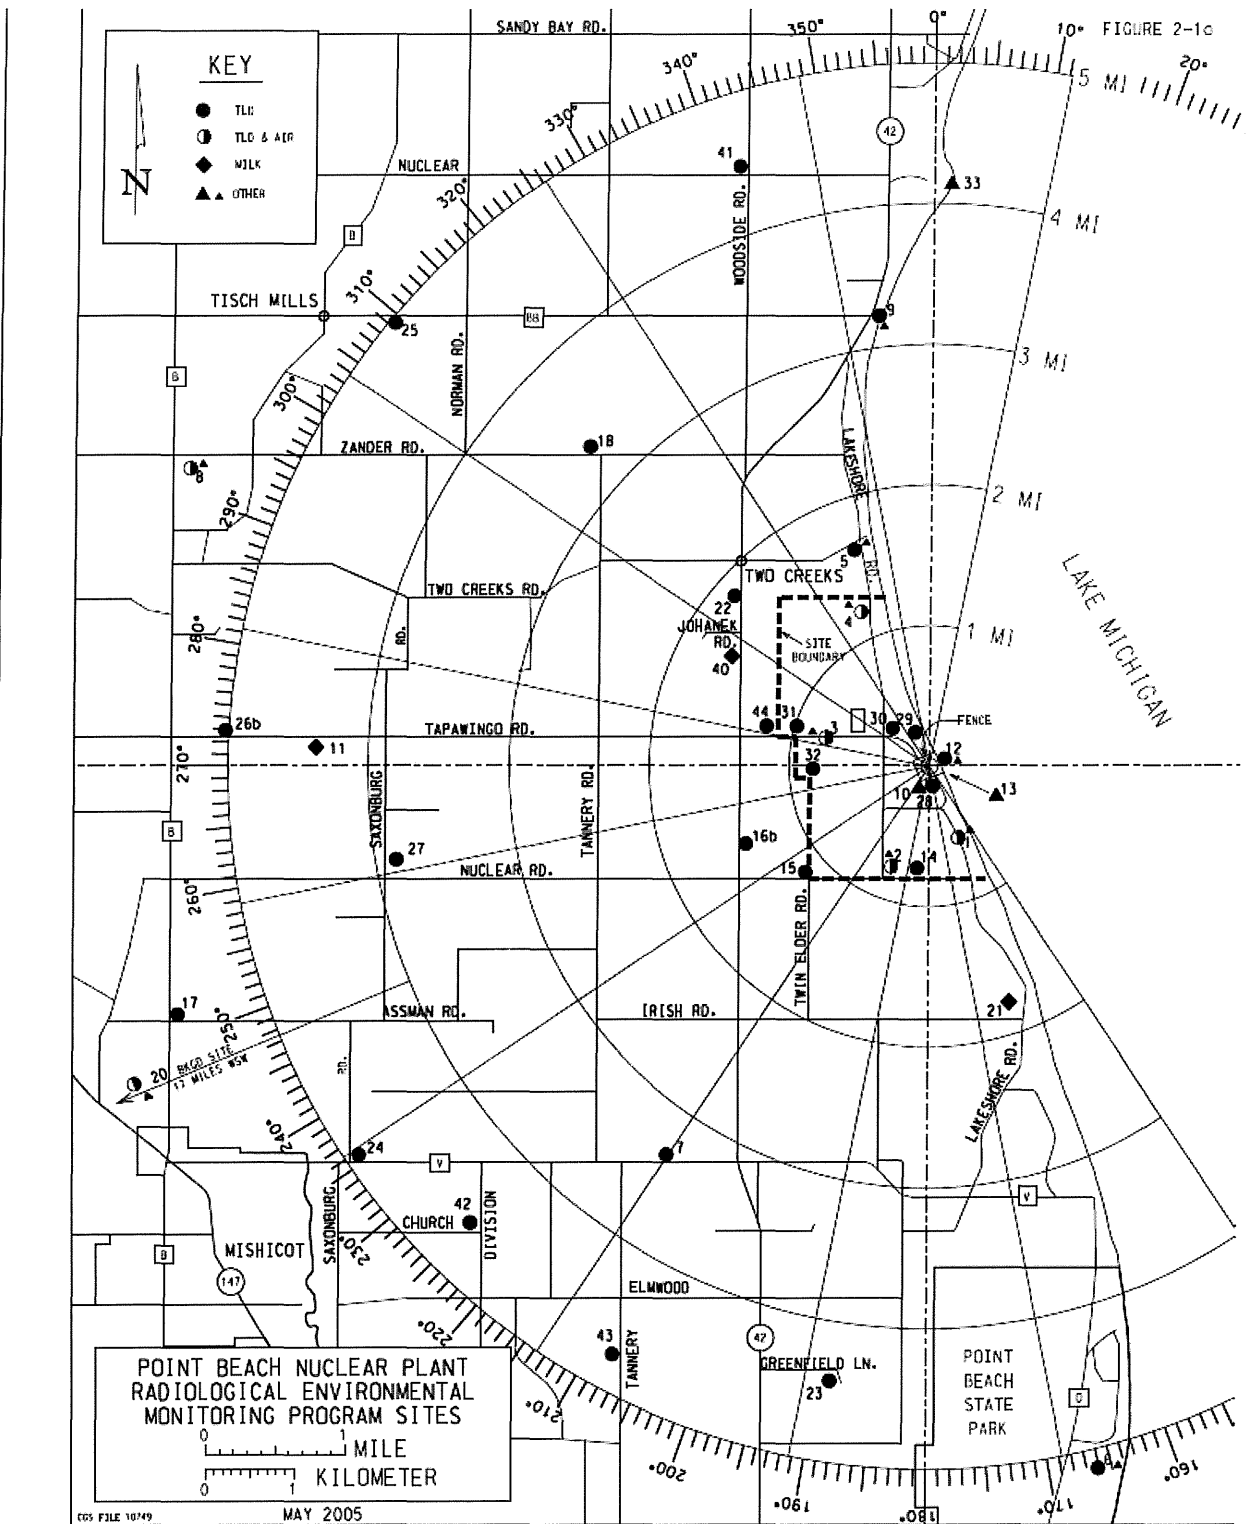 SANDY BAY RD.
350°
0°
10°
FIGURE 2-1a
340°
20°
5 MI
KEY
TLD
TLD & AIR
MILK
OTHER
N
330°
42
41
NUCLEAR
33
320°
WOODSIDE RD.
4 MI
B
310°
TISCH MILLS
25
BB
9
3 MI
NORMAN RD.
B
300°
ZANDER RD.
18
LAKESHORE
RD.
8
290°
2 MI
5
TWO CREEKS
LAKE MICHIGAN
TWO CREEKS RD.
22
4
JOHANEK
RD.
SITE
BOUNDARY
1 MI
280°
RD.
40
26b
TAPAWINGO RD.
44
31
3
30
29
FENCE
11
270°
32
12
13
10
28
SAXONBURG
TANNERY RD.
B
16b
1
27
NUCLEAR RD.
15
2
14
260°
TWIN ELDER RD.
17
250°
ASSMAN RD.
IRISH RD.
21
20
BKGD SITE
17 MILES WSW
RD.
LAKESHORE RD.
240°
24
V
7
V
42
CHURCH
SAXONBURG
DIVISION
230°
B
MISHICOT
147
ELMWOOD
220°
43
TANNERY
42
GREENFIELD LN.
23
POINT
BEACH
STATE
PARK
O
210°
200°
190°
180°
170°
160°
POINT BEACH NUCLEAR PLANT
RADIOLOGICAL ENVIRONMENTAL
MONITORING PROGRAM SITES
0 1 MILE
KILOMETER
0 1
CGS FILE 10749
MAY 2005